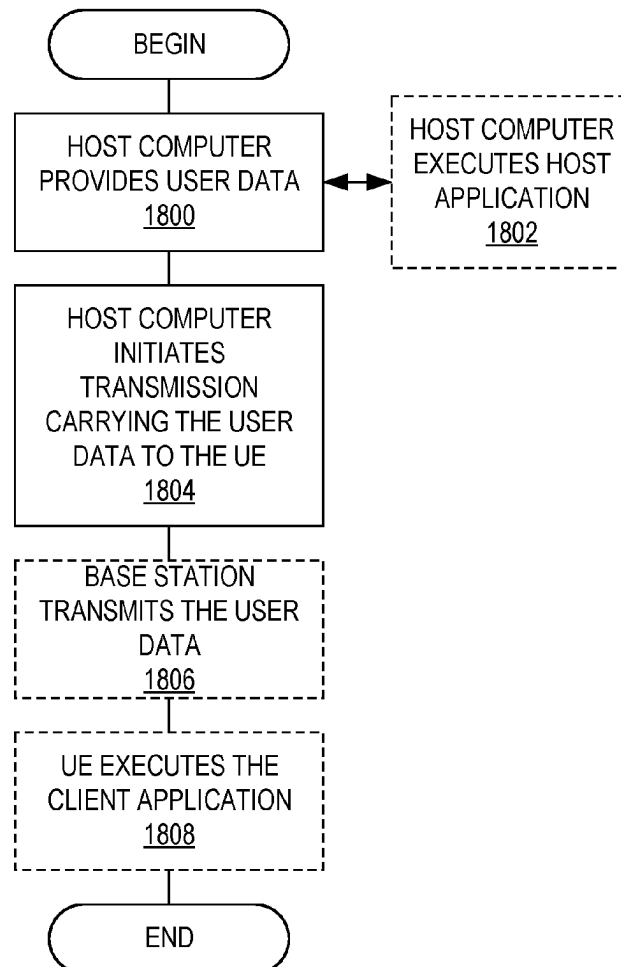 BEGIN
HOST COMPUTER
PROVIDES USER DATA
1800
HOST COMPUTER
EXECUTES HOST
APPLICATION
1802
HOST COMPUTER
INITIATES
TRANSMISSION
CARRYING THE USER
DATA TO THE UE
1804
BASE STATION
TRANSMITS THE USER
DATA
1806
UE EXECUTES THE
CLIENT APPLICATION
1808
END